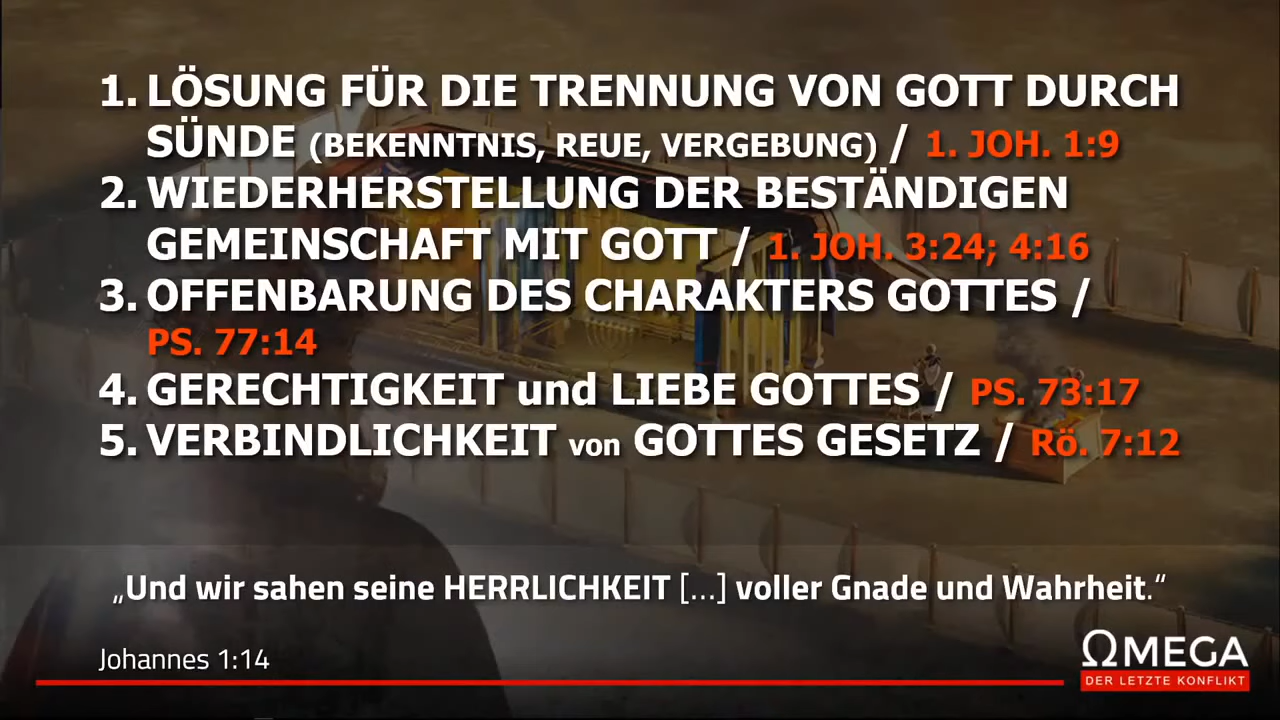 1. LÖSUNG FÜR DIE TRENNUNG VON GOTT DURCH
SÜNDE (BEKENNTNIS, REUE, VERGEBUNG) / 1. JOH. 1:9
2. WIEDERHERSTELLUNG DER BESTÄNDIGEN
GEMEINSCHAFT MIT GOTT / 1. JOH. 3:24; 4:16
3. OFFENBARUNG DES CHARAKTERS GOTTES /
PS. 77:14
4. GERECHTIGKEIT und LIEBE GOTTES / PS. 73:17
5. VERBINDLICHKEIT von GOTTES GESETZ / Rö. 7:12
„Und wir sahen seine HERRLICHKEIT [...] voller Gnade und Wahrheit.“
Johannes 1:14
ΩMEGA
DER LETZTE KONFLIKT